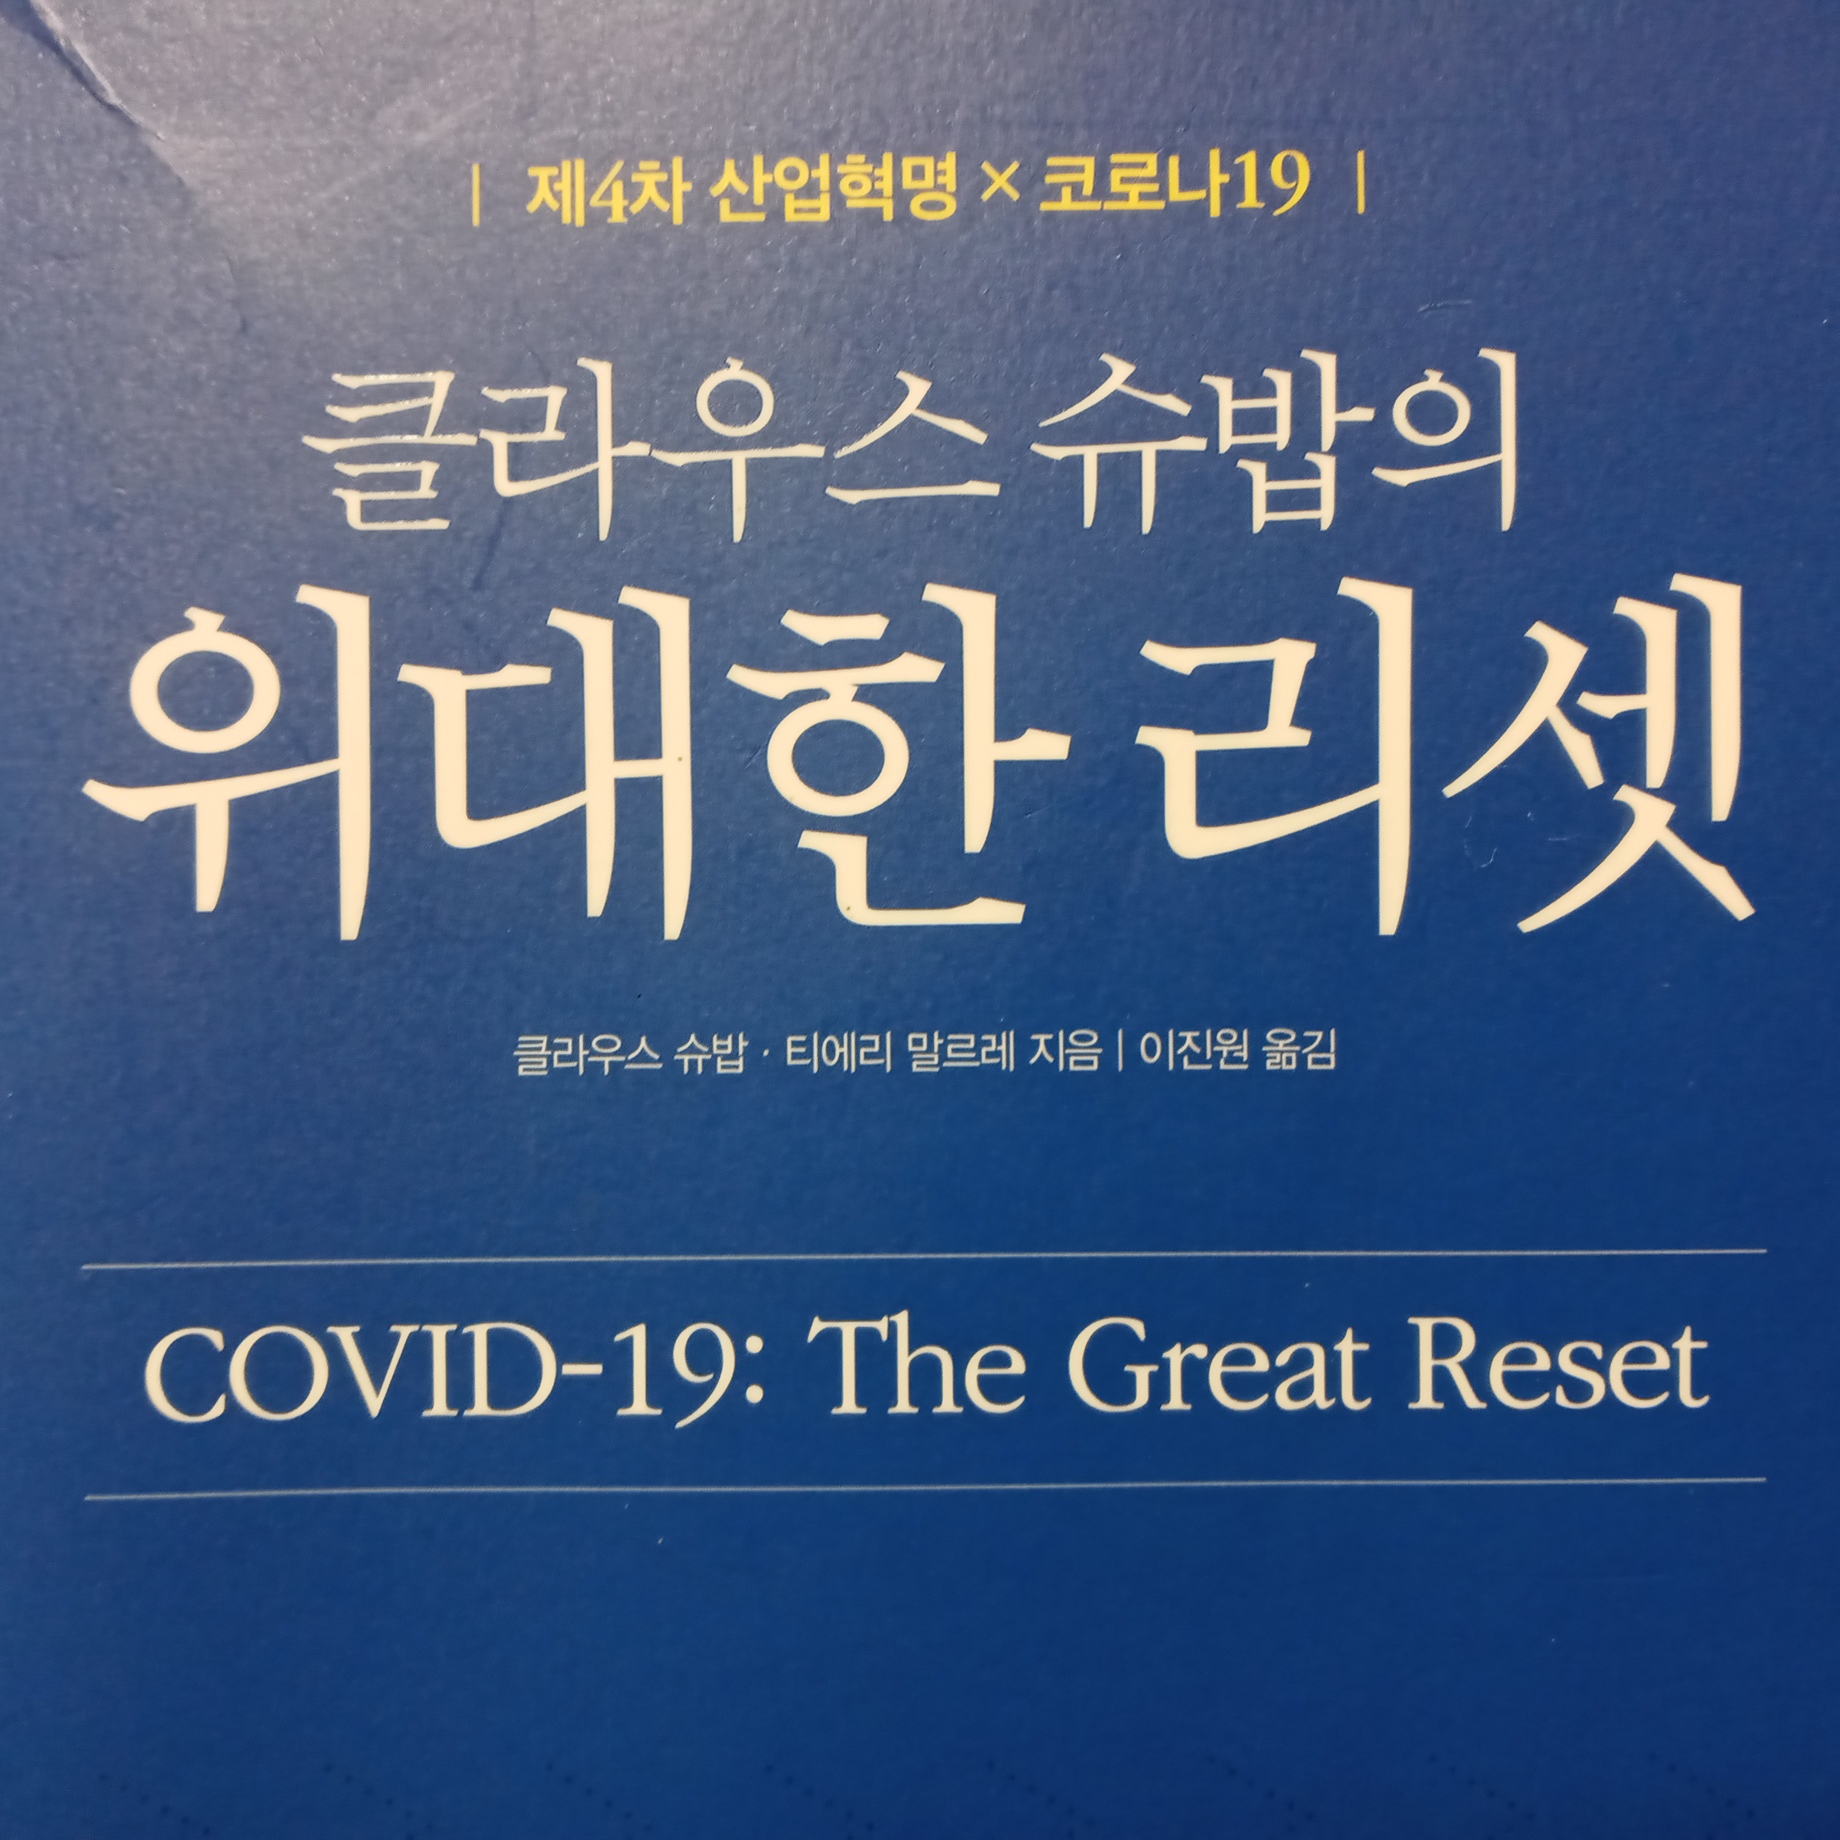 | 제4차 산업혁명 × 코로나19 |
클라우스 슈밥의
위대한 리셋
클라우스 슈밥 · 티에리 말르레 지음 | 이진원 옮김
COVID-19: The Great Reset